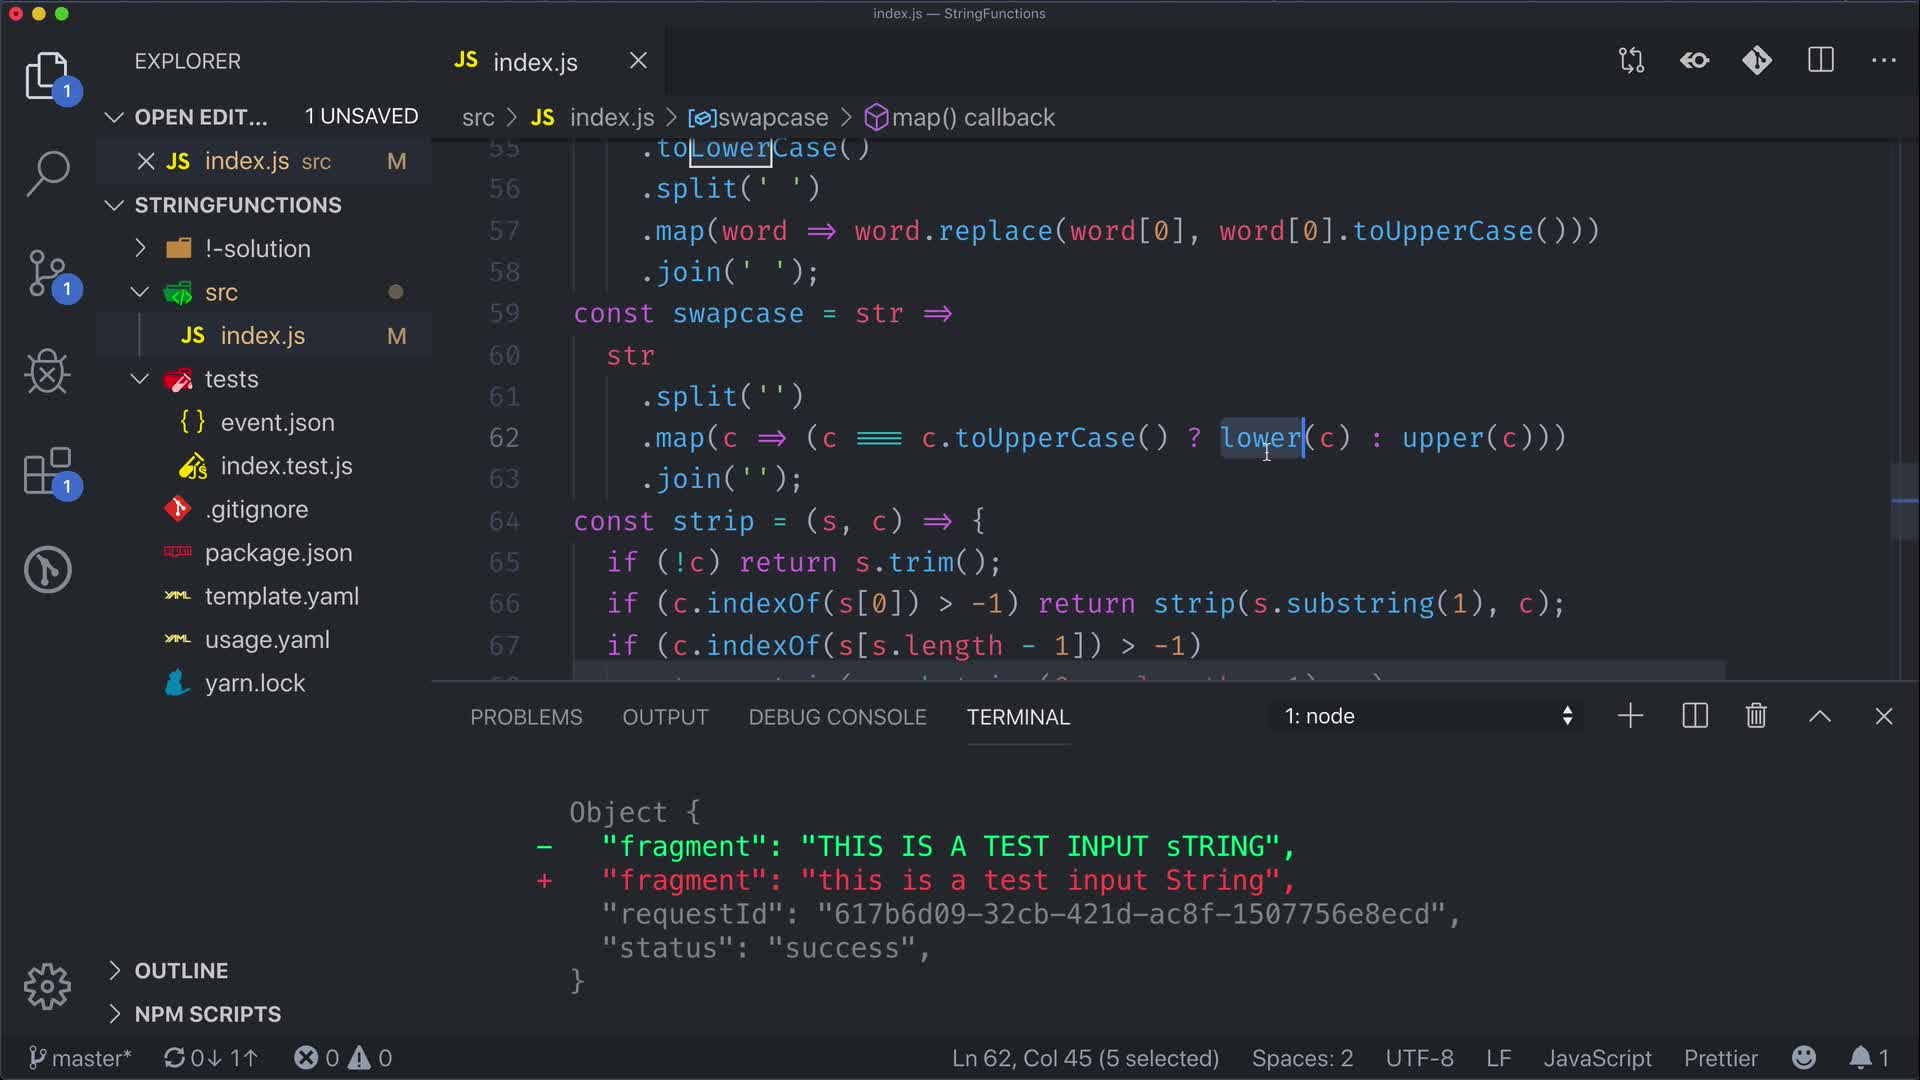 index.js — StringFunctions
EXPLORER
JS index.js
1
OPEN EDIT... 1 UNSAVED
src > JS index.js > swapcase > map() callback
JS index.js src M
STRINGFUNCTIONS
!-solution
src
JS index.js M
tests
{ } event.json
index.test.js
.gitignore
package.json
template.yaml
usage.yaml
yarn.lock
1
1
OUTLINE
NPM SCRIPTS
55 .toLowerCase()
56 .split(' ')
57 .map(word => word.replace(word[0], word[0].toUpperCase()))
58 .join(' ');
59 const swapcase = str =>
60 str
61 .split('')
62 .map(c => (c === c.toUpperCase() ? lower(c) : upper(c)))
63 .join('');
64 const strip = (s, c) => {
65 if (!c) return s.trim();
66 if (c.indexOf(s[0]) > -1) return strip(s.substring(1), c);
67 if (c.indexOf(s[s.length - 1]) > -1)
PROBLEMS OUTPUT DEBUG CONSOLE TERMINAL 1: node
Object {
- "fragment": "THIS IS A TEST INPUT sTRING",
+ "fragment": "this is a test input String",
"requestId": "617b6d09-32cb-421d-ac8f-1507756e8ecd",
"status": "success",
}
master* 0↓ 1↑ 0 0 Ln 62, Col 45 (5 selected) Spaces: 2 UTF-8 LF JavaScript Prettier 1